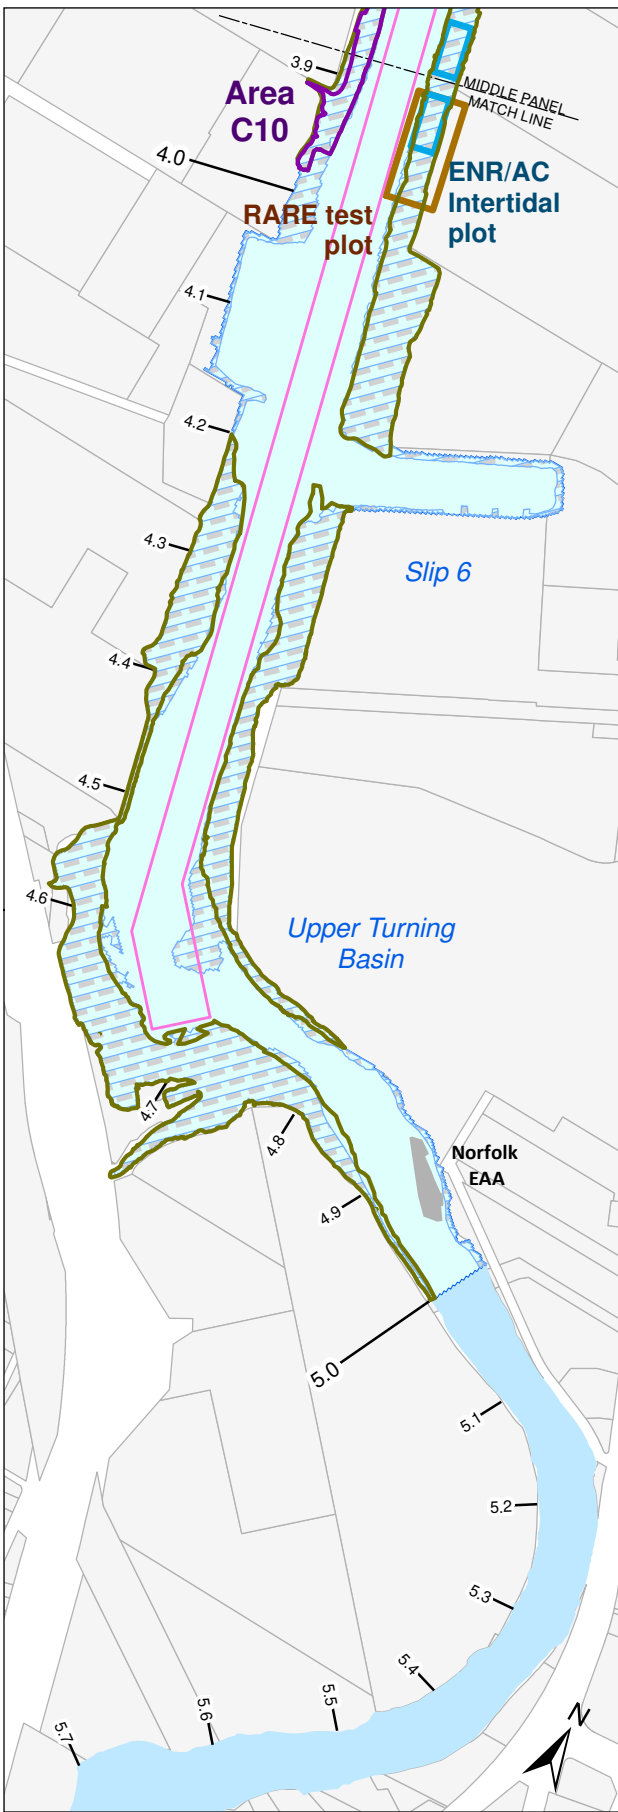 3.9
MIDDLE PANEL
MATCH LINE
Area
C10
4.0
ENR/AC
Intertidal
plot
RARE test
plot
4.1
4.2
4.3
Slip 6
4.4
4.5
4.6
Upper Turning
Basin
4.7
4.8
Norfolk
EAA
4.9
5.0
5.1
5.2
5.3
5.4
5.5
5.6
5.7
N